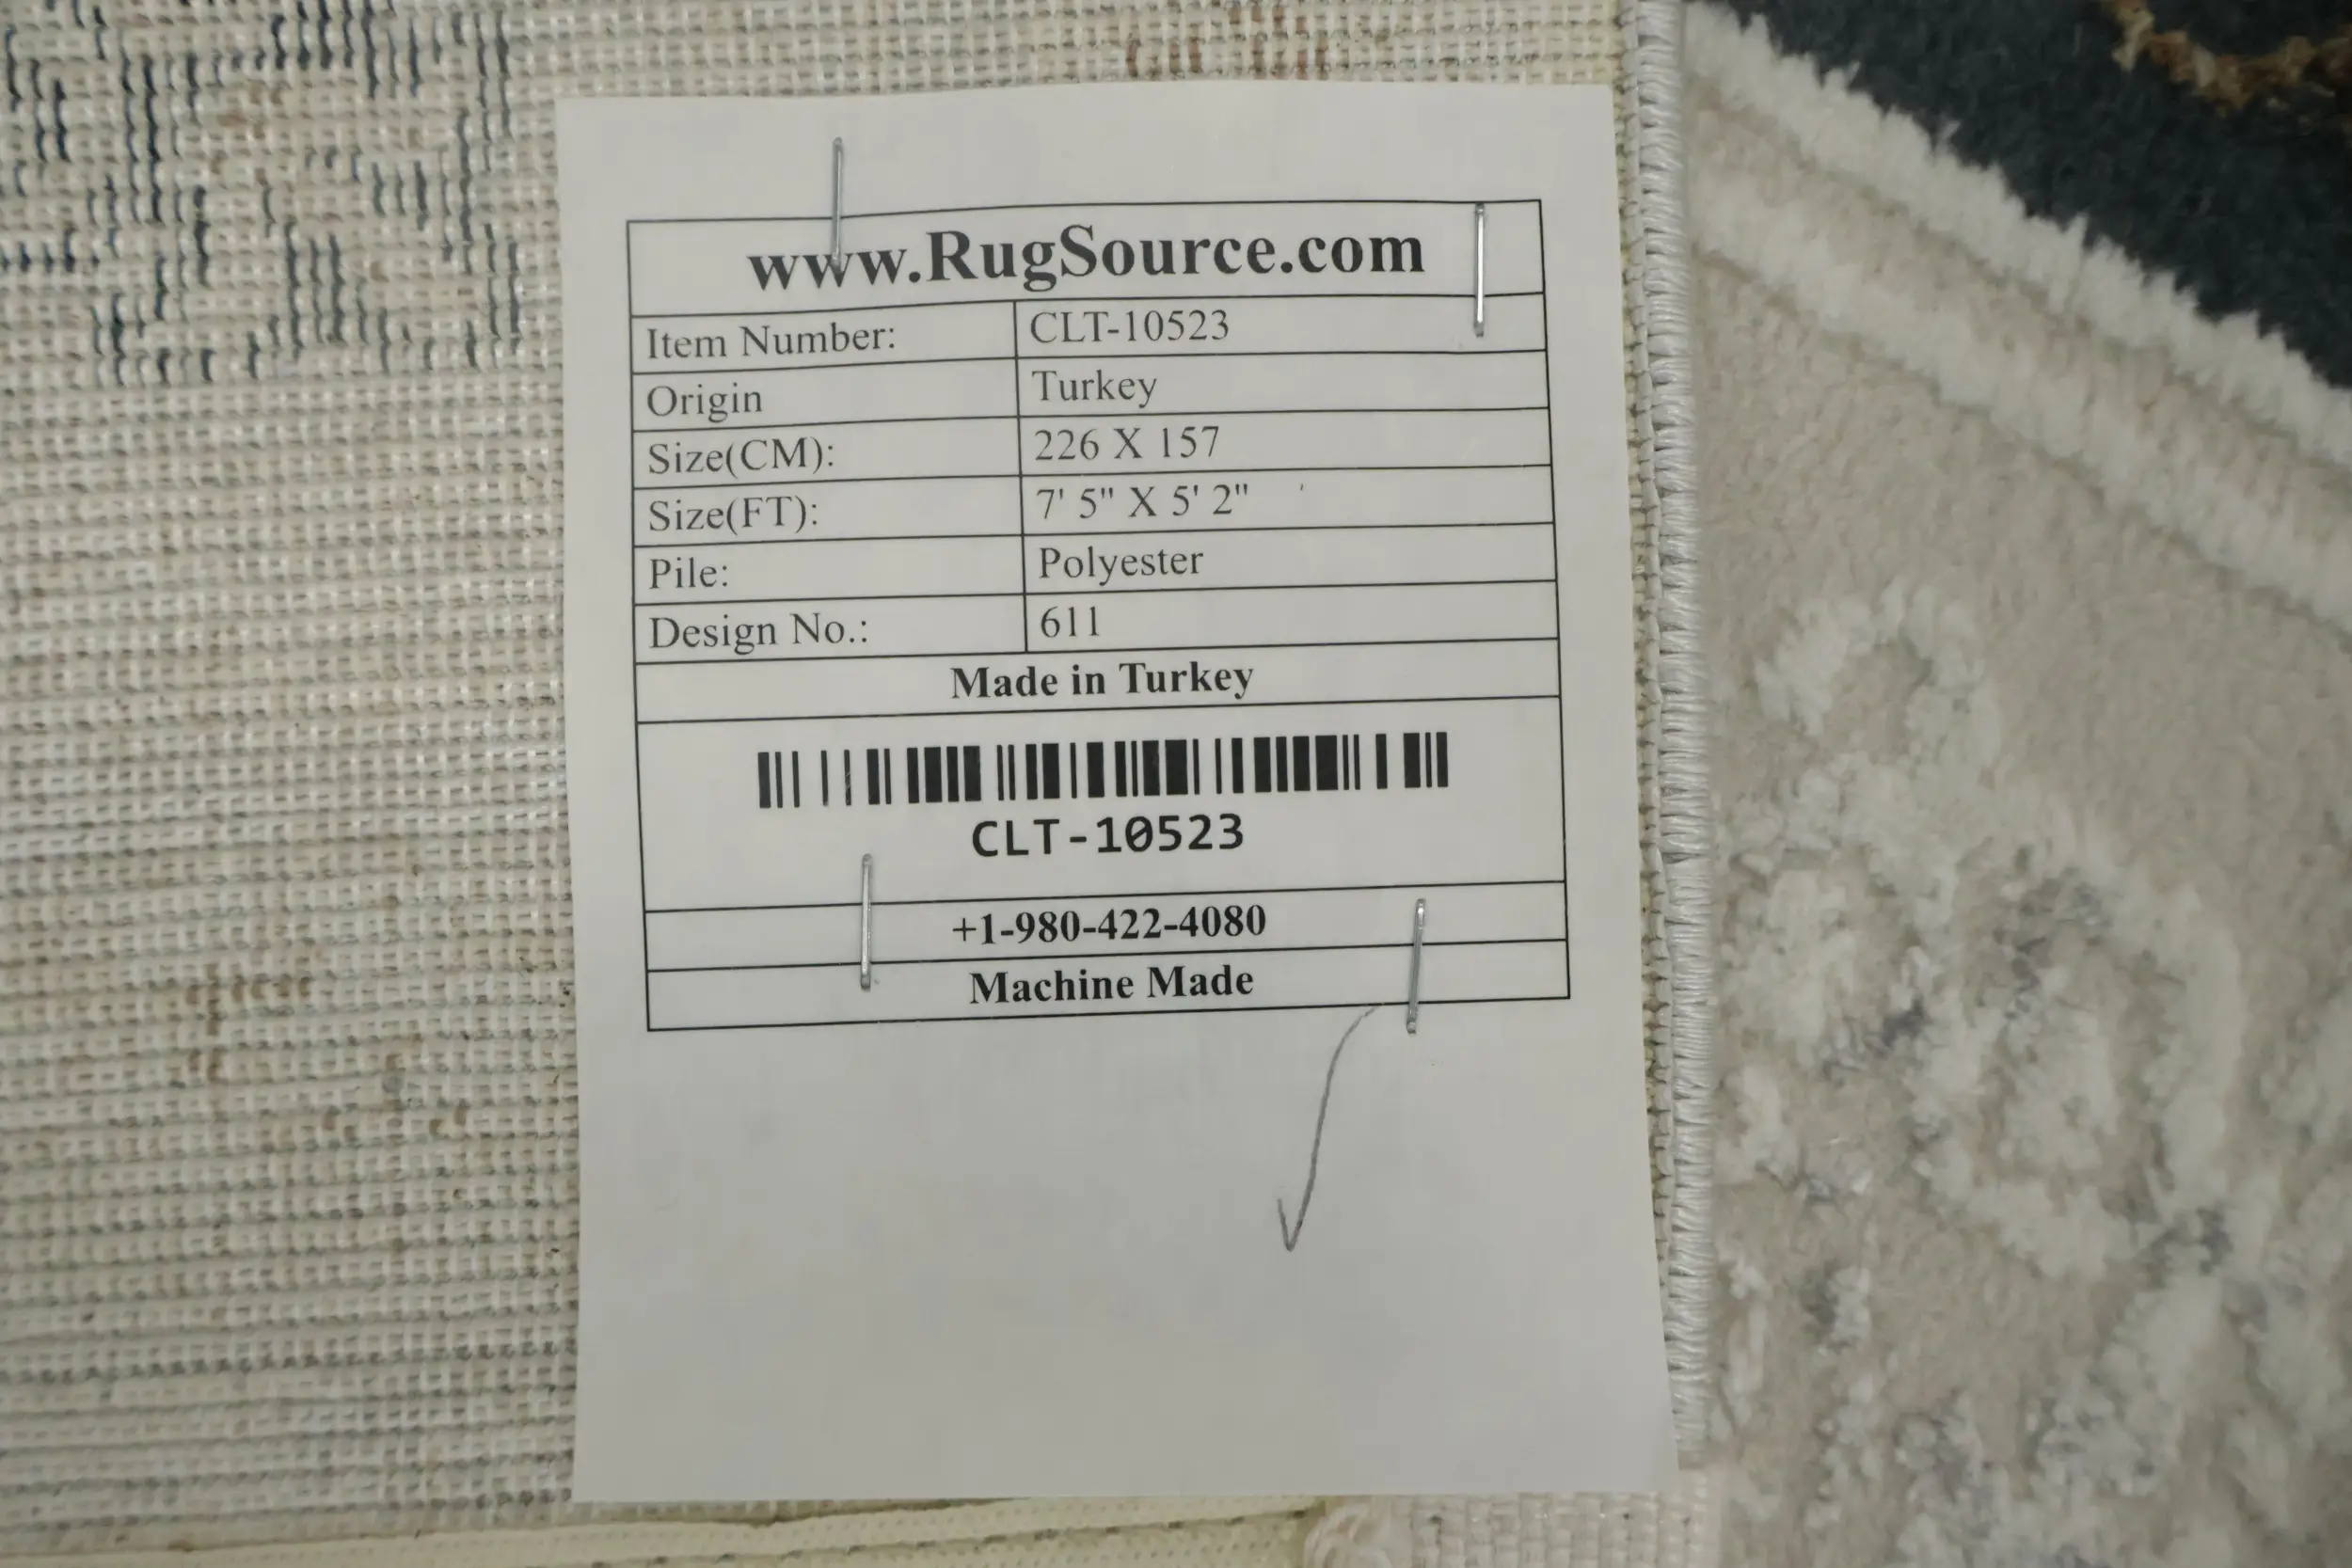 www.RugSource.com
Item Number: CLT-10523
Origin Turkey
Size(CM): 226 X 157
Size(FT): 7' 5" X 5' 2"
Pile: Polyester
Design No.: 611
Made in Turkey
CLT-10523
+1-980-422-4080
Machine Made